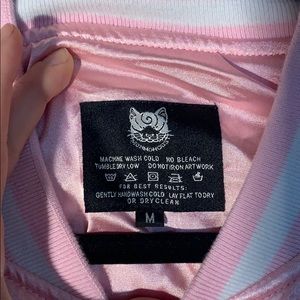 MACHINE WASH COLD NO BLEACH
TUMBLE DRY LOW DO NOT IRON ARTWORK
FOR BEST RESULTS:
GENTLY HANDWASH COLD LAY FLAT TO DRY
OR DRY CLEAN
M